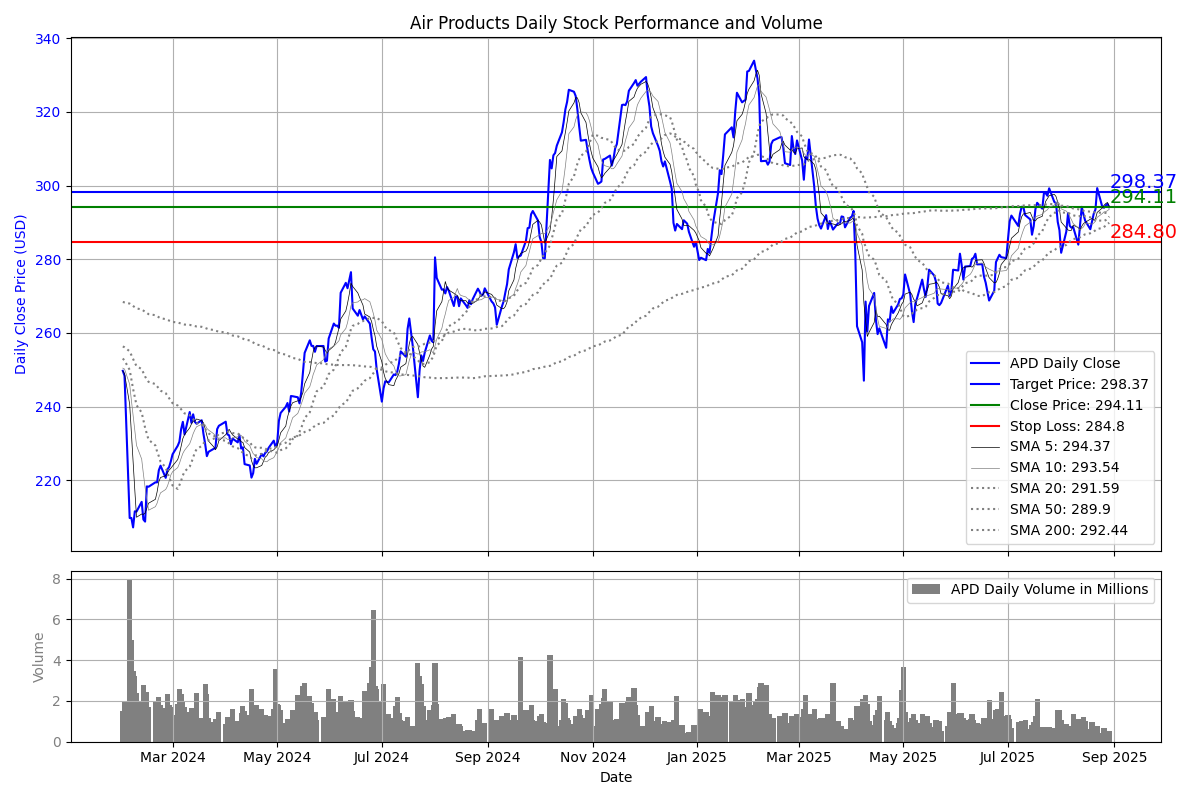 Air Products Daily Stock Performance and Volume
340
320
300
280
260
240
220
Daily Close Price (USD)
298.37
294.11
284.80
APD Daily Close
Target Price: 298.37
Close Price: 294.11
Stop Loss: 284.8
SMA 5: 294.37
SMA 10: 293.54
SMA 20: 291.59
SMA 50: 289.9
SMA 200: 292.44
8
6
4
2
0
Volume
APD Daily Volume in Millions
Mar 2024 May 2024 Jul 2024 Sep 2024 Nov 2024 Jan 2025 Mar 2025 May 2025 Jul 2025 Sep 2025
Date